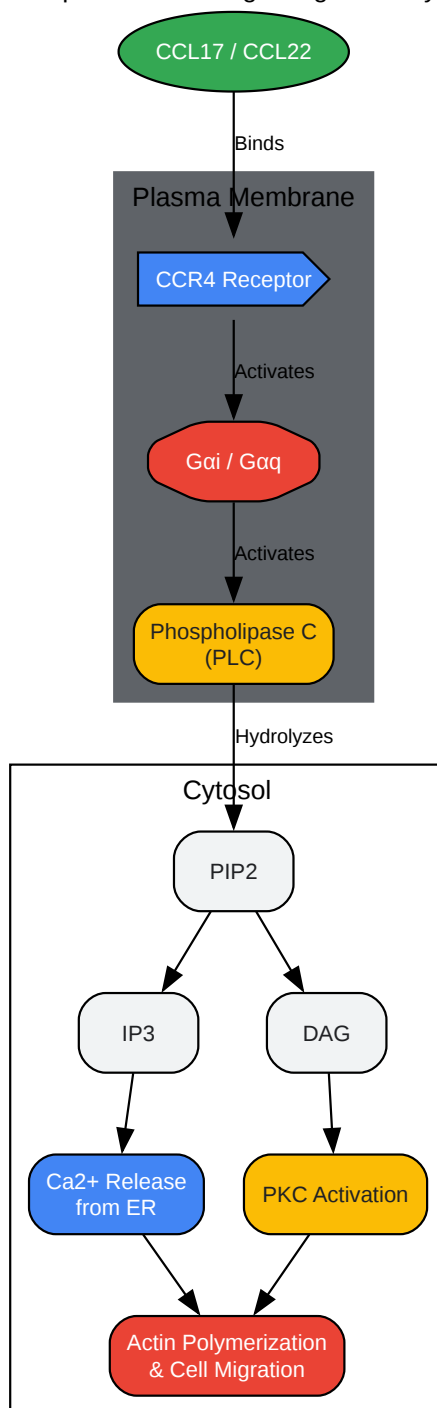 CCL17 / CCL22
Binds
Plasma Membrane
CCR4 Receptor
Activates
Gαi / Gαq
Activates
Phospholipase C
(PLC)
Hydrolyzes
Cytosol
PIP2
IP3
DAG
Ca2+ Release
from ER
PKC Activation
Actin Polymerization
& Cell Migration